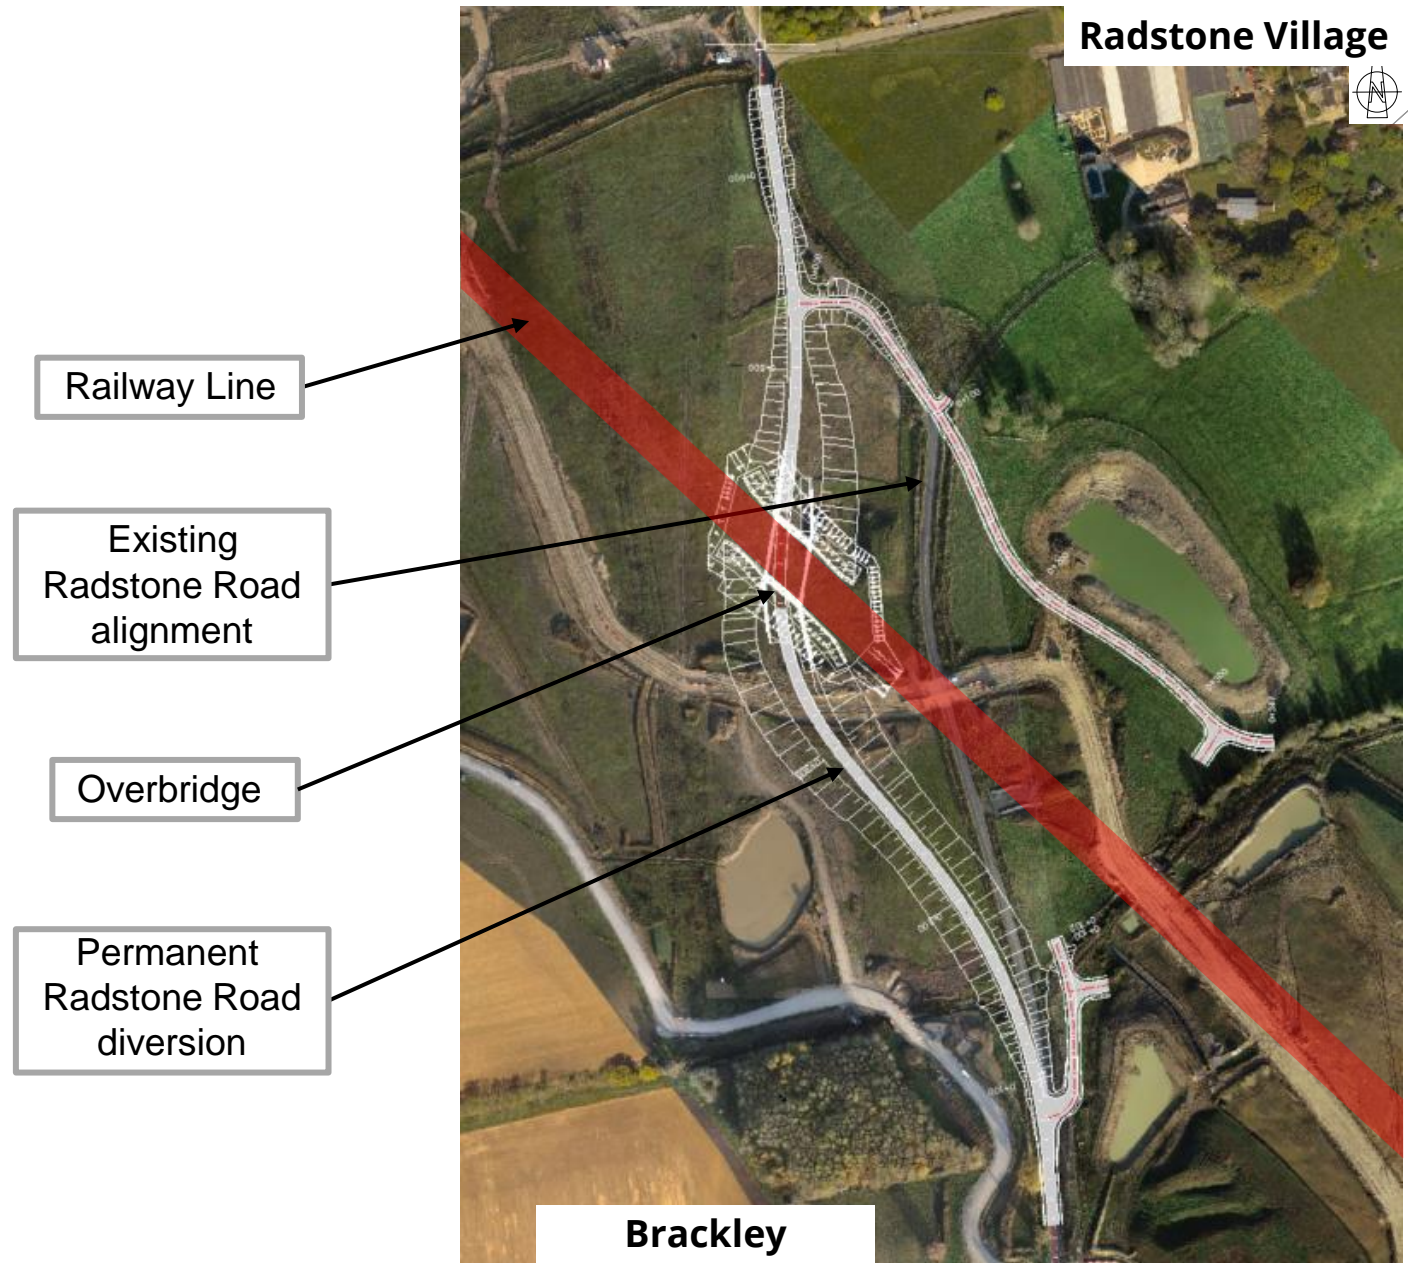 Radstone Village
N
Railway Line
Existing
Radstone Road
alignment
Overbridge
Permanent
Radstone Road
diversion
Brackley